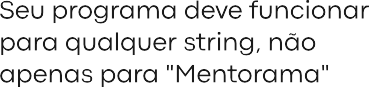 Seu programa deve funcionar
para qualquer string, não
apenas para "Mentorama"